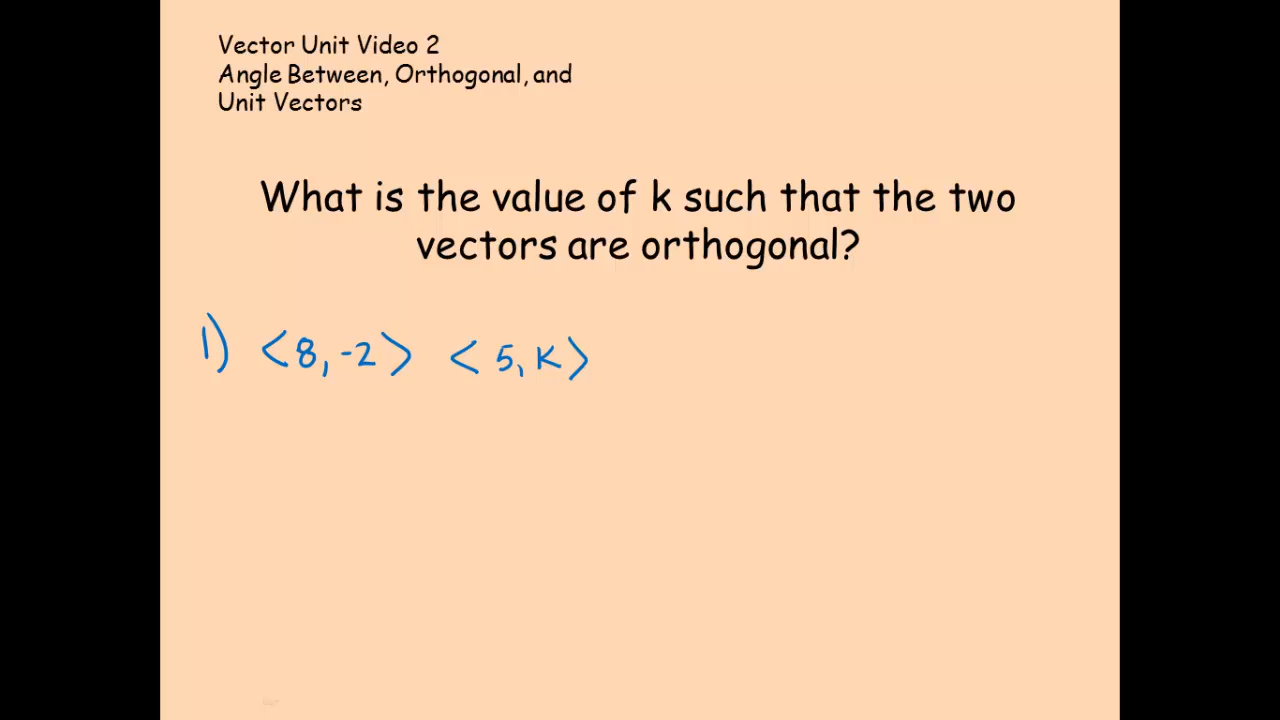 Vector Unit Video 2
Angle Between, Orthogonal, and
Unit Vectors
What is the value of k such that the two
vectors are orthogonal?
1) <8, -2> <5, K>